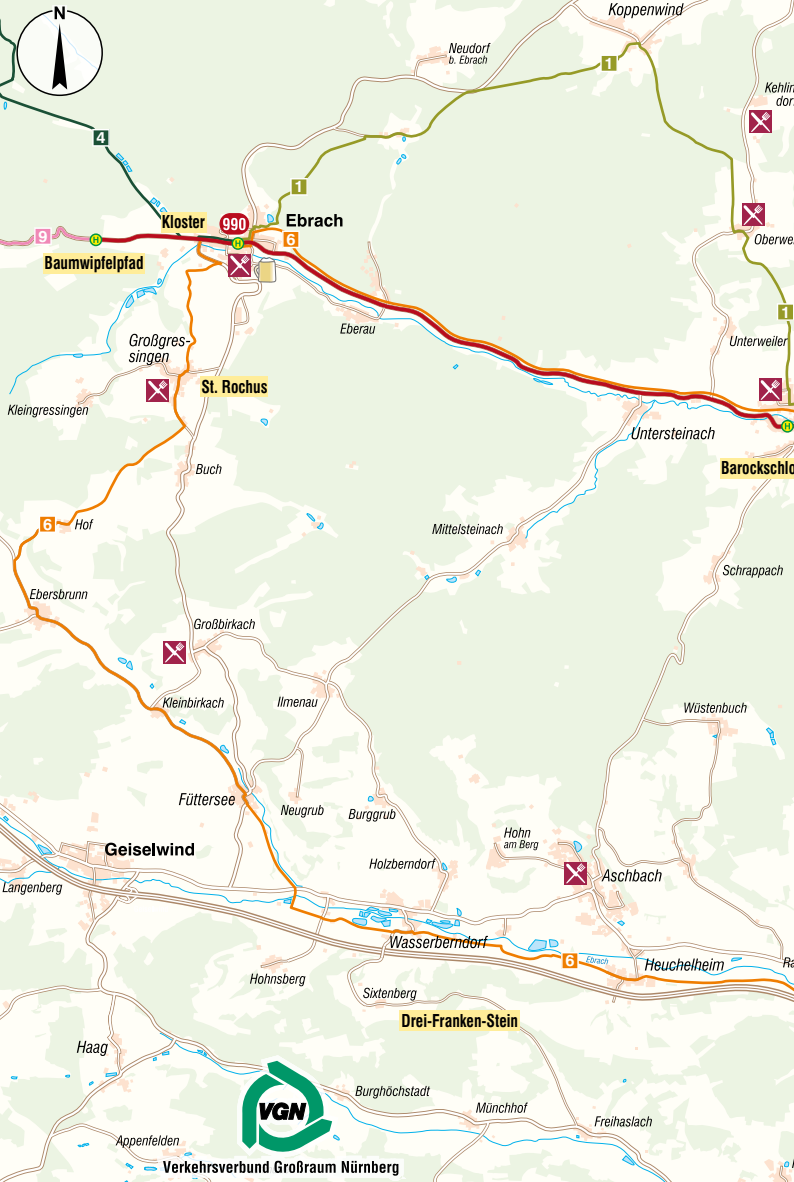 N
Koppenwind
Neudorf
b. Ebrach
1
Kehlin
dor
4
1
Kloster
990
Ebrach
9
H
H
6
Oberwei
Baumwipfelpfad
Eberau
1
Großgres-
singen
Unterweiler
St. Rochus
Kleingressingen
H
Untersteinach
Barockschlo
Buch
6
Hof
Mittelsteinach
Schrappach
Ebersbrunn
Großbirkach
Kleinbirkach
Ilmenau
Wüstenbuch
Füttersee
Neugrub
Burggrub
Hohn
am Berg
Geiselwind
Holzberndorf
Aschbach
Langenberg
Wasserberndorf
6
Ebrach
Heuchelheim
Ra
Hohnsberg
Sixtenberg
Drei-Franken-Stein
Haag
Burghöchstadt
VGN
Münchhof
Freihaslach
Appenfelden
Verkehrsverbund Großraum Nürnberg